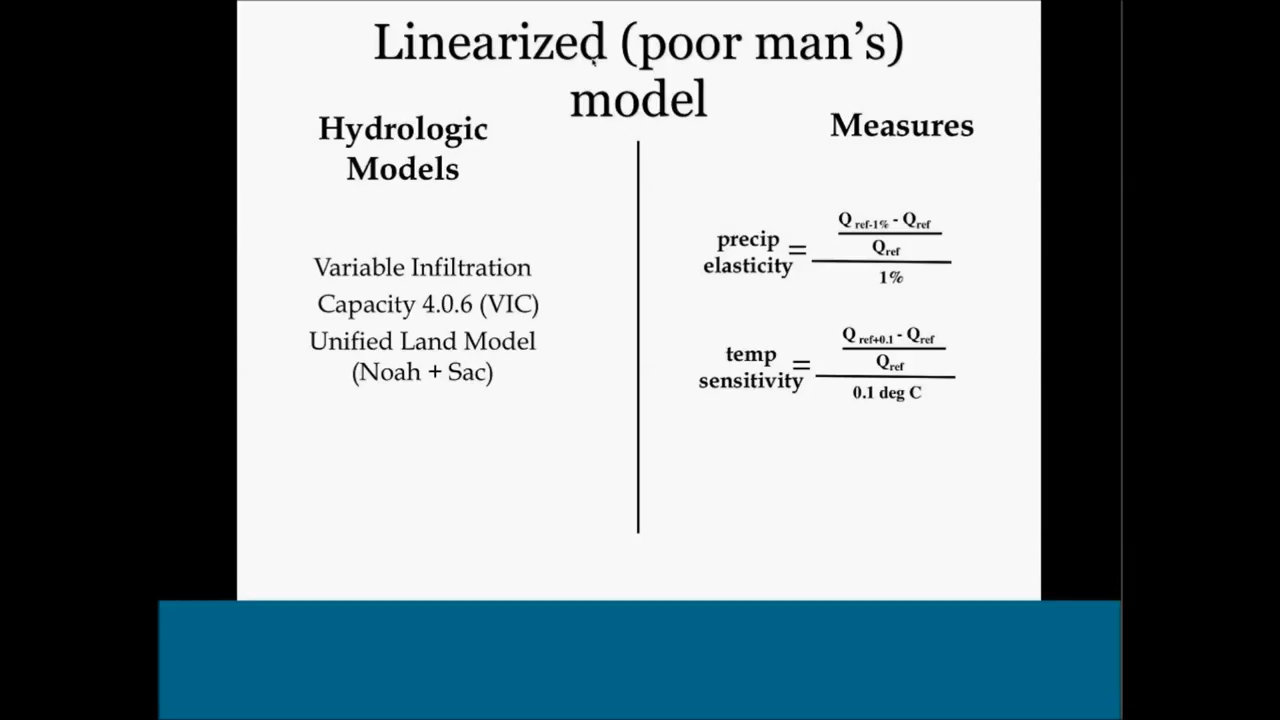 Linearized (poor man's)
model
Hydrologic
Models
Variable Infiltration
Capacity 4.0.6 (VIC)
Unified Land Model
(Noah + Sac)
Measures
precip
elasticity
=
Q ref-1% - Qref
Qref
1%
temp
sensitivity
=
Q ref+0.1 - Qref
Qref
0.1 deg C